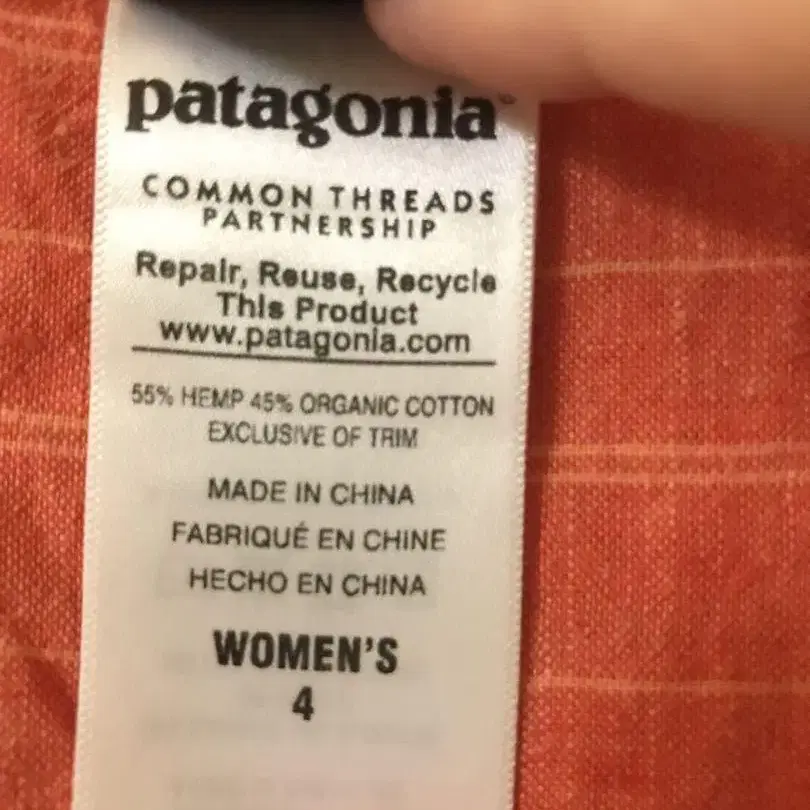 patagonia
COMMON THREADS
PARTNERSHIP
Repair, Reuse, Recycle
This Product
www.patagonia.com
55% HEMP 45% ORGANIC COTTON
EXCLUSIVE OF TRIM
MADE IN CHINA
FABRIQUÉ EN CHINE
HECHO EN CHINA
WOMEN'S
4